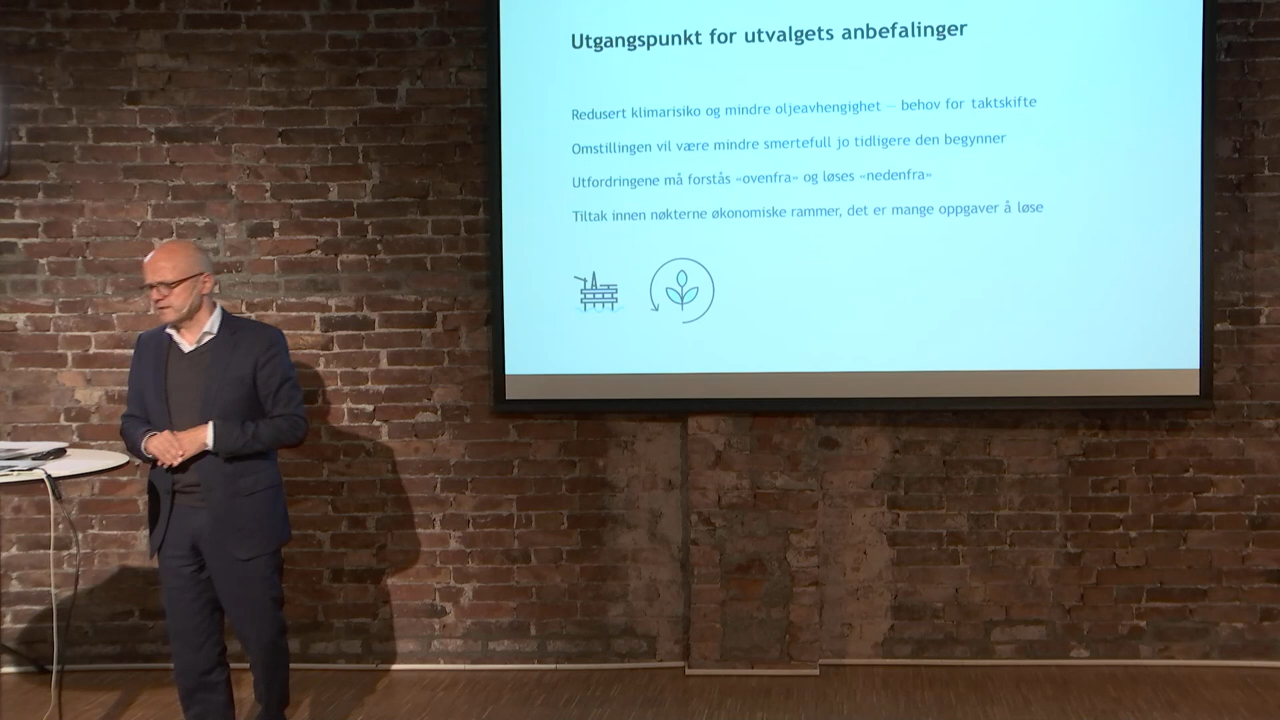 Utgangspunkt for utvalgets anbefalinger
Redusert klimarisiko og mindre oljeavhengighet – behov for taktskifte
Omstillingen vil være mindre smertefull jo tidligere den begynner
Utfordringene må forstås «ovenfra» og løses «nedenfra»
Tiltak innen nøkterne økonomiske rammer, det er mange oppgaver å løse